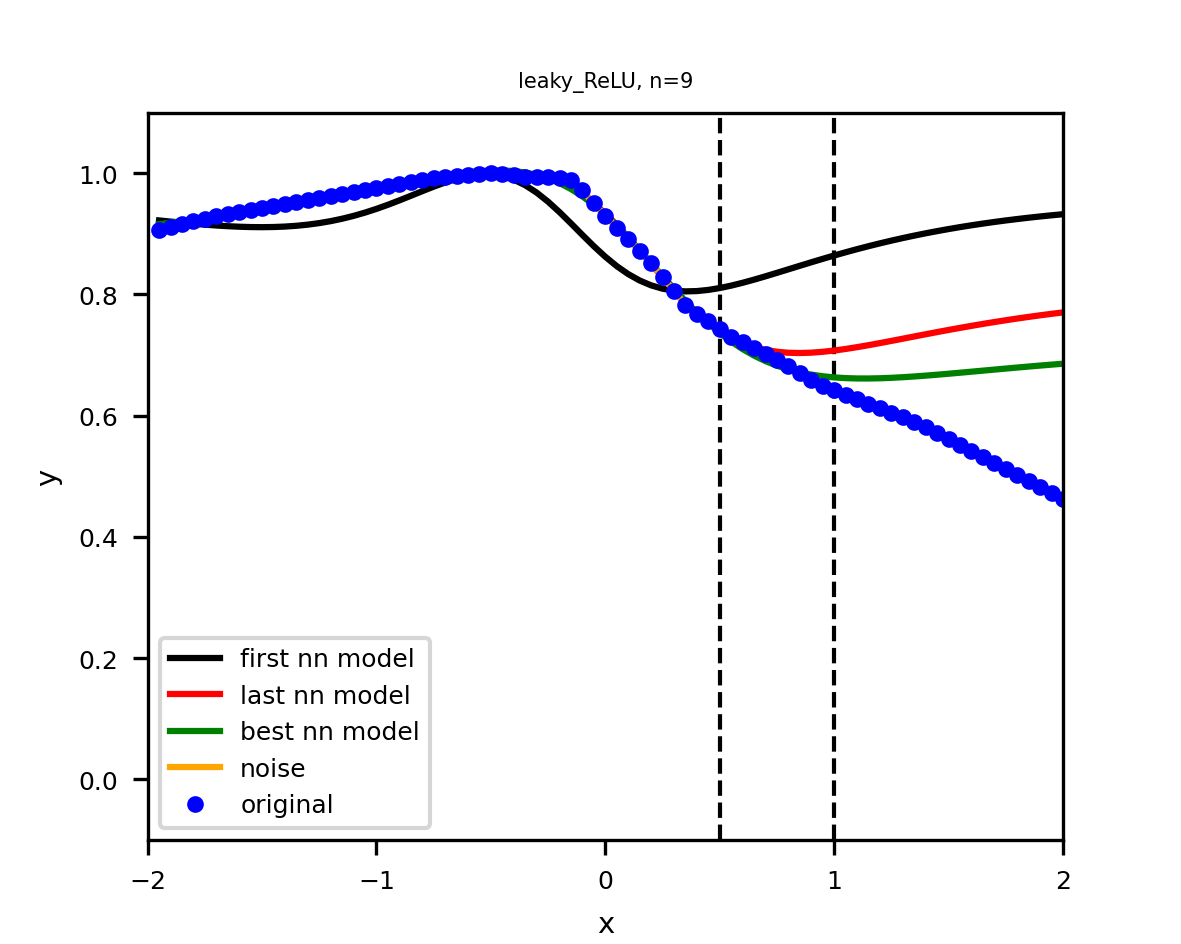 leaky_ReLU, n=9
1.0
0.8
0.6
0.4
0.2
0.0
y
first nn model
last nn model
best nn model
noise
original
−2
−1
0
1
2
x